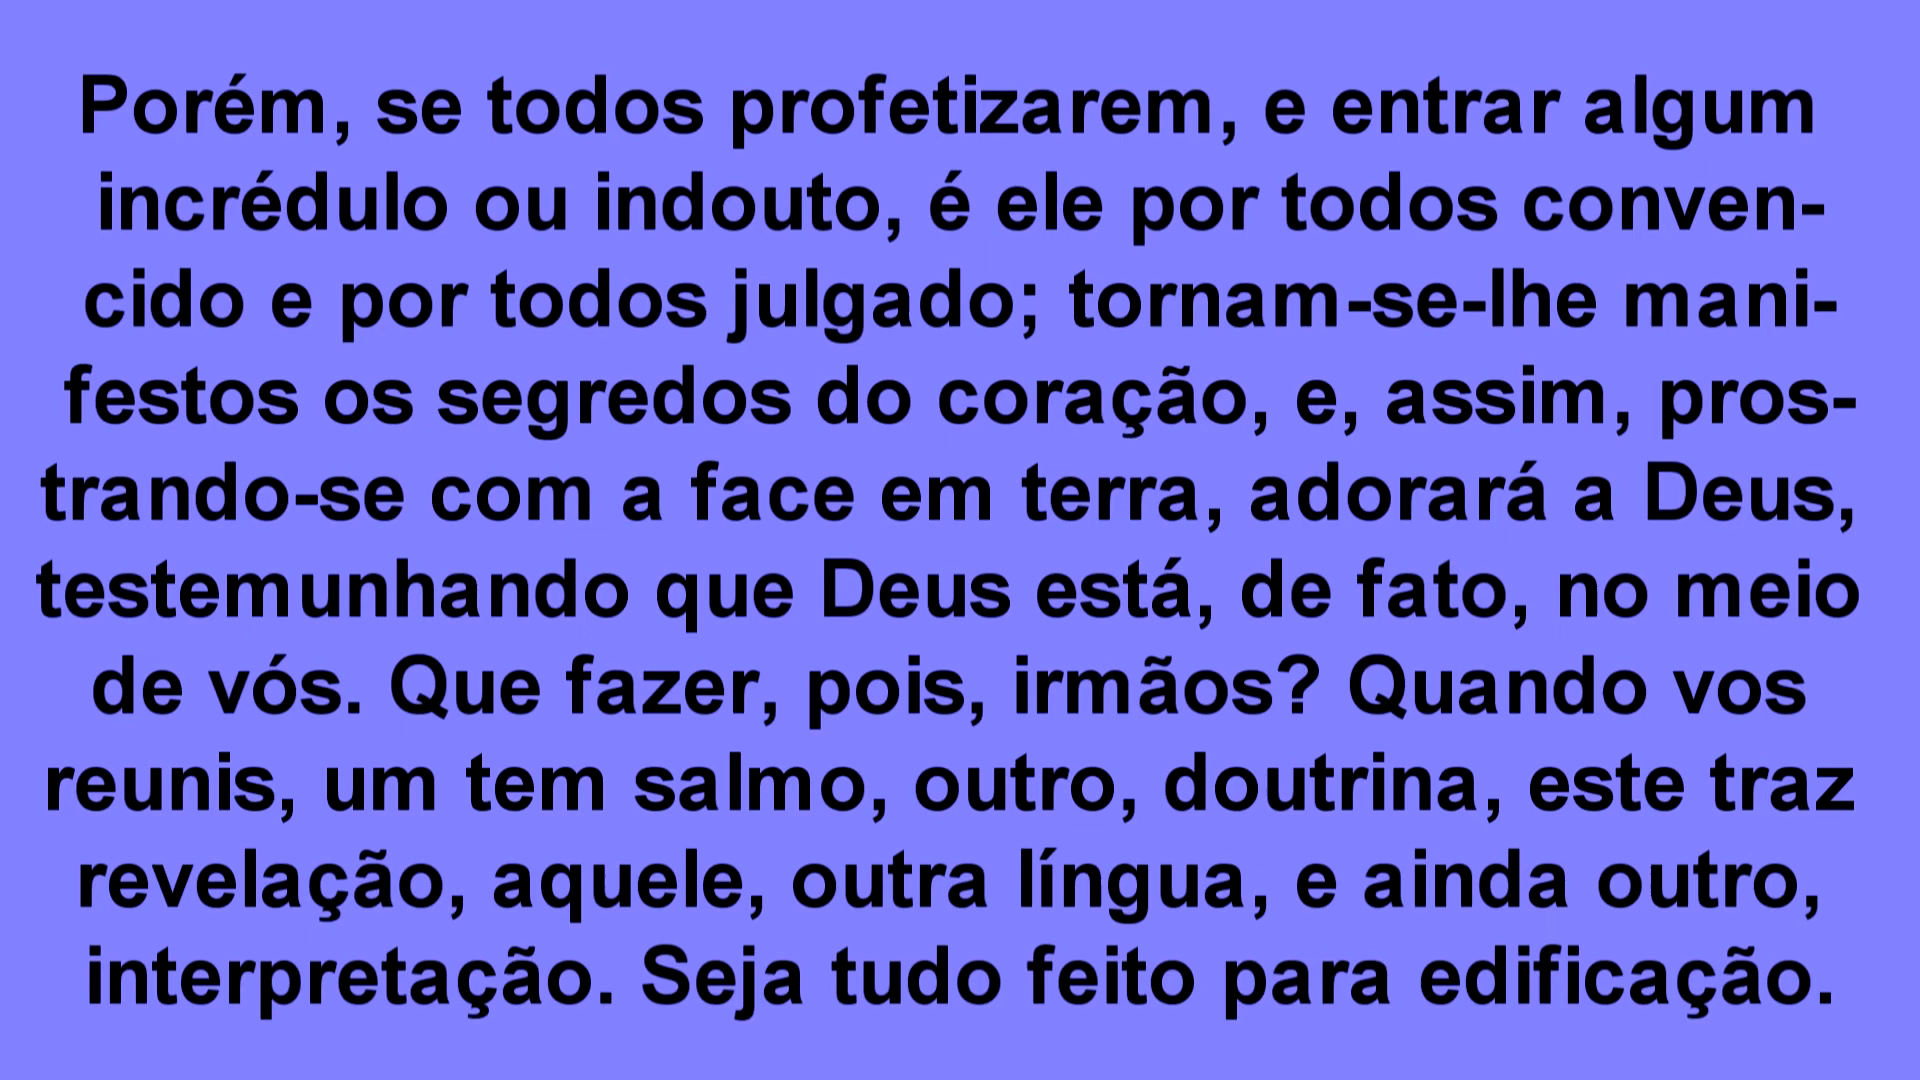 Porém, se todos profetizarem, e entrar algum
incrédulo ou indouto, é ele por todos conven-
cido e por todos julgado; tornam-se-lhe mani-
festos os segredos do coração, e, assim, pros-
trando-se com a face em terra, adorará a Deus,
testemunhando que Deus está, de fato, no meio
de vós. Que fazer, pois, irmãos? Quando vos
reunis, um tem salmo, outro, doutrina, este traz
revelação, aquele, outra língua, e ainda outro,
interpretação. Seja tudo feito para edificação.